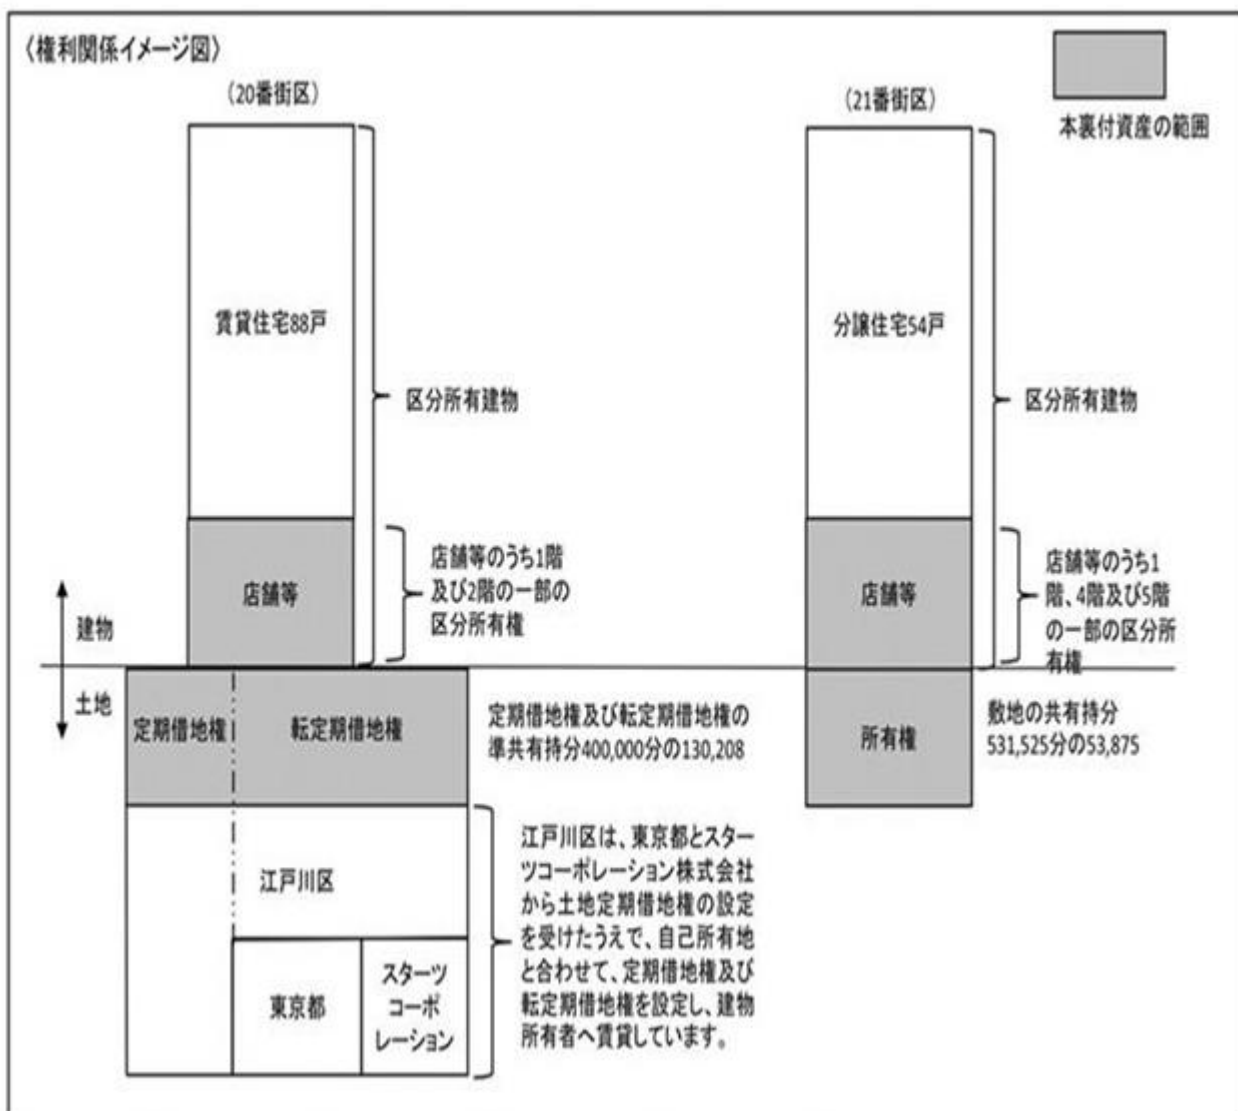 〈権利関係イメージ図〉
(20番街区)
(21番街区)
本裏付資産の範囲
賃貸住宅88戸
区分所有建物
分譲住宅54戸
区分所有建物
店舗等
店舗等のうち1階
及び2階の一部の
区分所有権
店舗等
店舗等のうち1
階、4階及び5階
の一部の区分所
有権
建物
土地
定期借地権
転定期借地権
定期借地権及び転定期借地権の
準共有持分400,000分の130,208
所有権
敷地の共有持分
531,525分の53,875
江戸川区
東京都
スターツ
コーポ
レーション
江戸川区は、東京都とスター
ツコーポレーション株式会社
から土地定期借地権の設定
を受けたうえで、自己所有地
と合わせて、定期借地権及び
転定期借地権を設定し、建物
所有者へ賃貸しています。